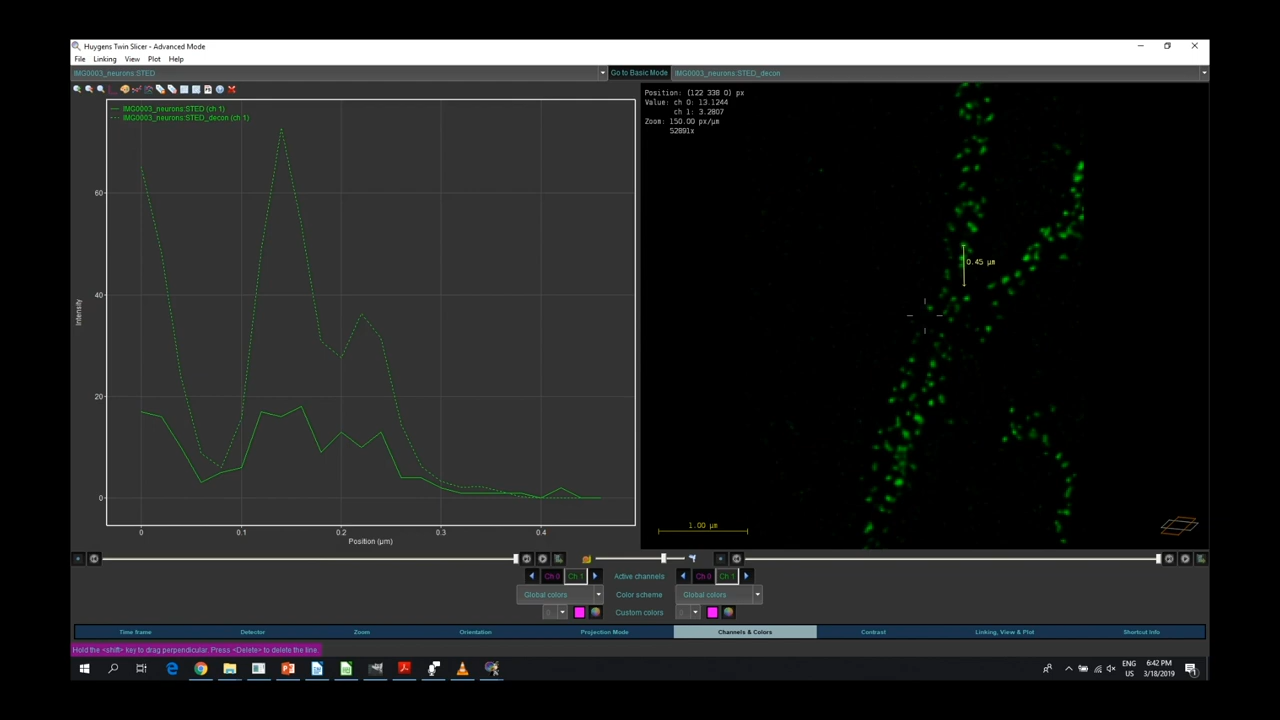 Huygens Twin Slicer - Advanced Mode
File Linking View Plot Help
IMG0003_neurons:STED
Go to Basic Mode
IMG0003_neurons:STED_decon
IMG0003_neurons:STED (ch 1)
IMG0003_neurons:STED_decon (ch 1)
60
40
20
0
Intensity
0 0.1 0.2 0.3 0.4
Position (µm)
Position: (122 338 0) px
Value: ch 0: 13.1244
ch 1: 3.2807
Zoom: 150.00 px/µm
52891x
0.45 µm
1.00 µm
Ch 0 Ch 1 Active channels Ch 0 Ch 1
Global colors Color scheme Global colors
Custom colors
Time frame Detector Zoom Orientation Projection Mode Channels & Colors Contrast Linking, View & Plot Shortcut Info
Hold the <shift> key to drag perpendicular. Press <Delete> to delete the line.
ENG 6:42 PM
US 3/18/2019